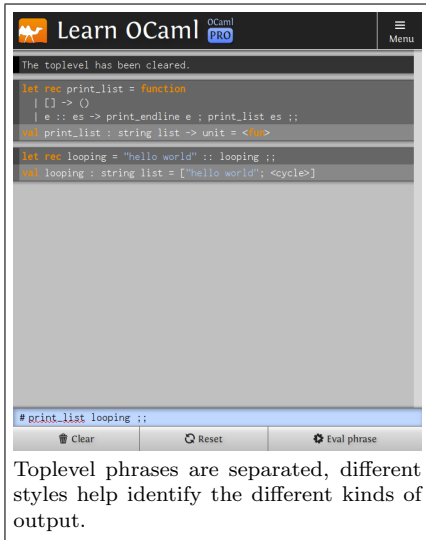 Learn OCaml OCaml PRO
Menu
The toplevel has been cleared.
let rec print_list = function
| [] -> ()
| e :: es -> print_endline e ; print_list es ;;
val print_list : string list -> unit = <fun>
let rec looping = "hello world" :: looping ;;
val looping : string list = ["hello world"; <cycle>]
# print_list looping ;;
Clear Reset Eval phrase
Toplevel phrases are separated, different
styles help identify the different kinds of
output.